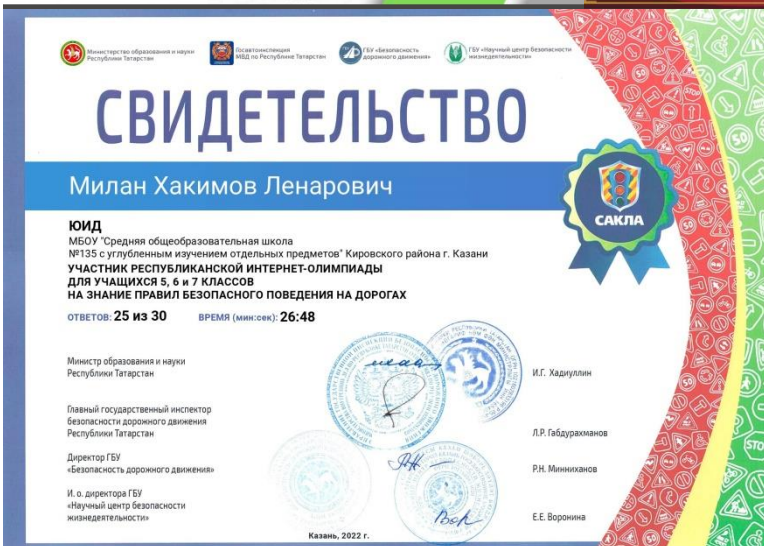 Министерство образования и науки
Республики Татарстан
Госавтоинспекция
МВД по Республике Татарстан
ГБУ «Безопасность
дорожного движения»
ГБУ «Научный центр безопасности
жизнедеятельности»
СВИДЕТЕЛЬСТВО
Милан Хакимов Ленарович
САКЛА
ЮИД
МБОУ "Средняя общеобразовательная школа
№135 с углубленным изучением отдельных предметов" Кировского района г. Казани
УЧАСТНИК РЕСПУБЛИКАНСКОЙ ИНТЕРНЕТ-ОЛИМПИАДЫ
ДЛЯ УЧАЩИХСЯ 5, 6 и 7 КЛАССОВ
НА ЗНАНИЕ ПРАВИЛ БЕЗОПАСНОГО ПОВЕДЕНИЯ НА ДОРОГАХ
ОТВЕТОВ: 25 из 30 ВРЕМЯ (мин:сек): 26:48
Министр образования и науки
Республики Татарстан
И.Г. Хадиуллин
Главный государственный инспектор
безопасности дорожного движения
Республики Татарстан
Л.Р. Габдурахманов
Директор ГБУ
«Безопасность дорожного движения»
Р.Н. Минниханов
И. о. директора ГБУ
«Научный центр безопасности
жизнедеятельности»
Е.Е. Воронина
Казань, 2022 г.
STOP
50
50
STO